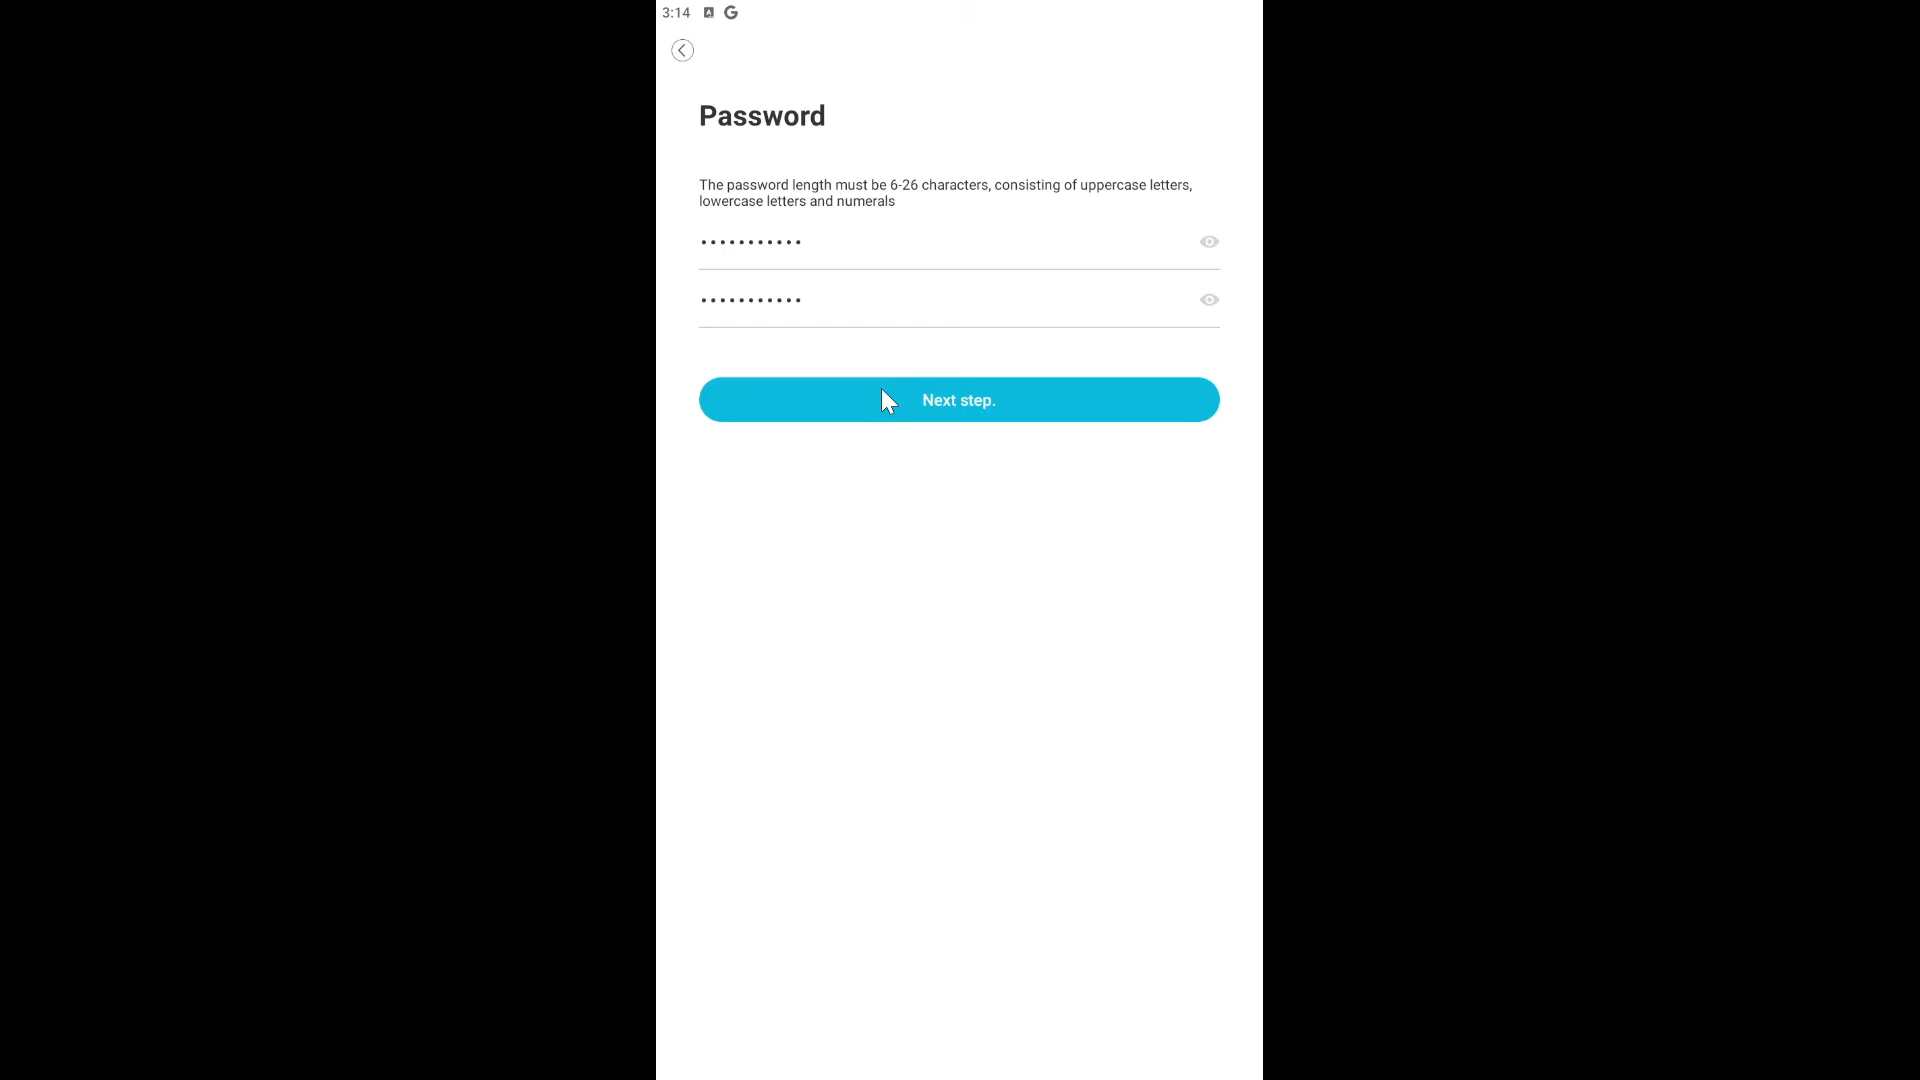 3:14
Password
The password length must be 6-26 characters, consisting of uppercase letters,
lowercase letters and numerals
•••••••••••
•••••••••••
Next step.